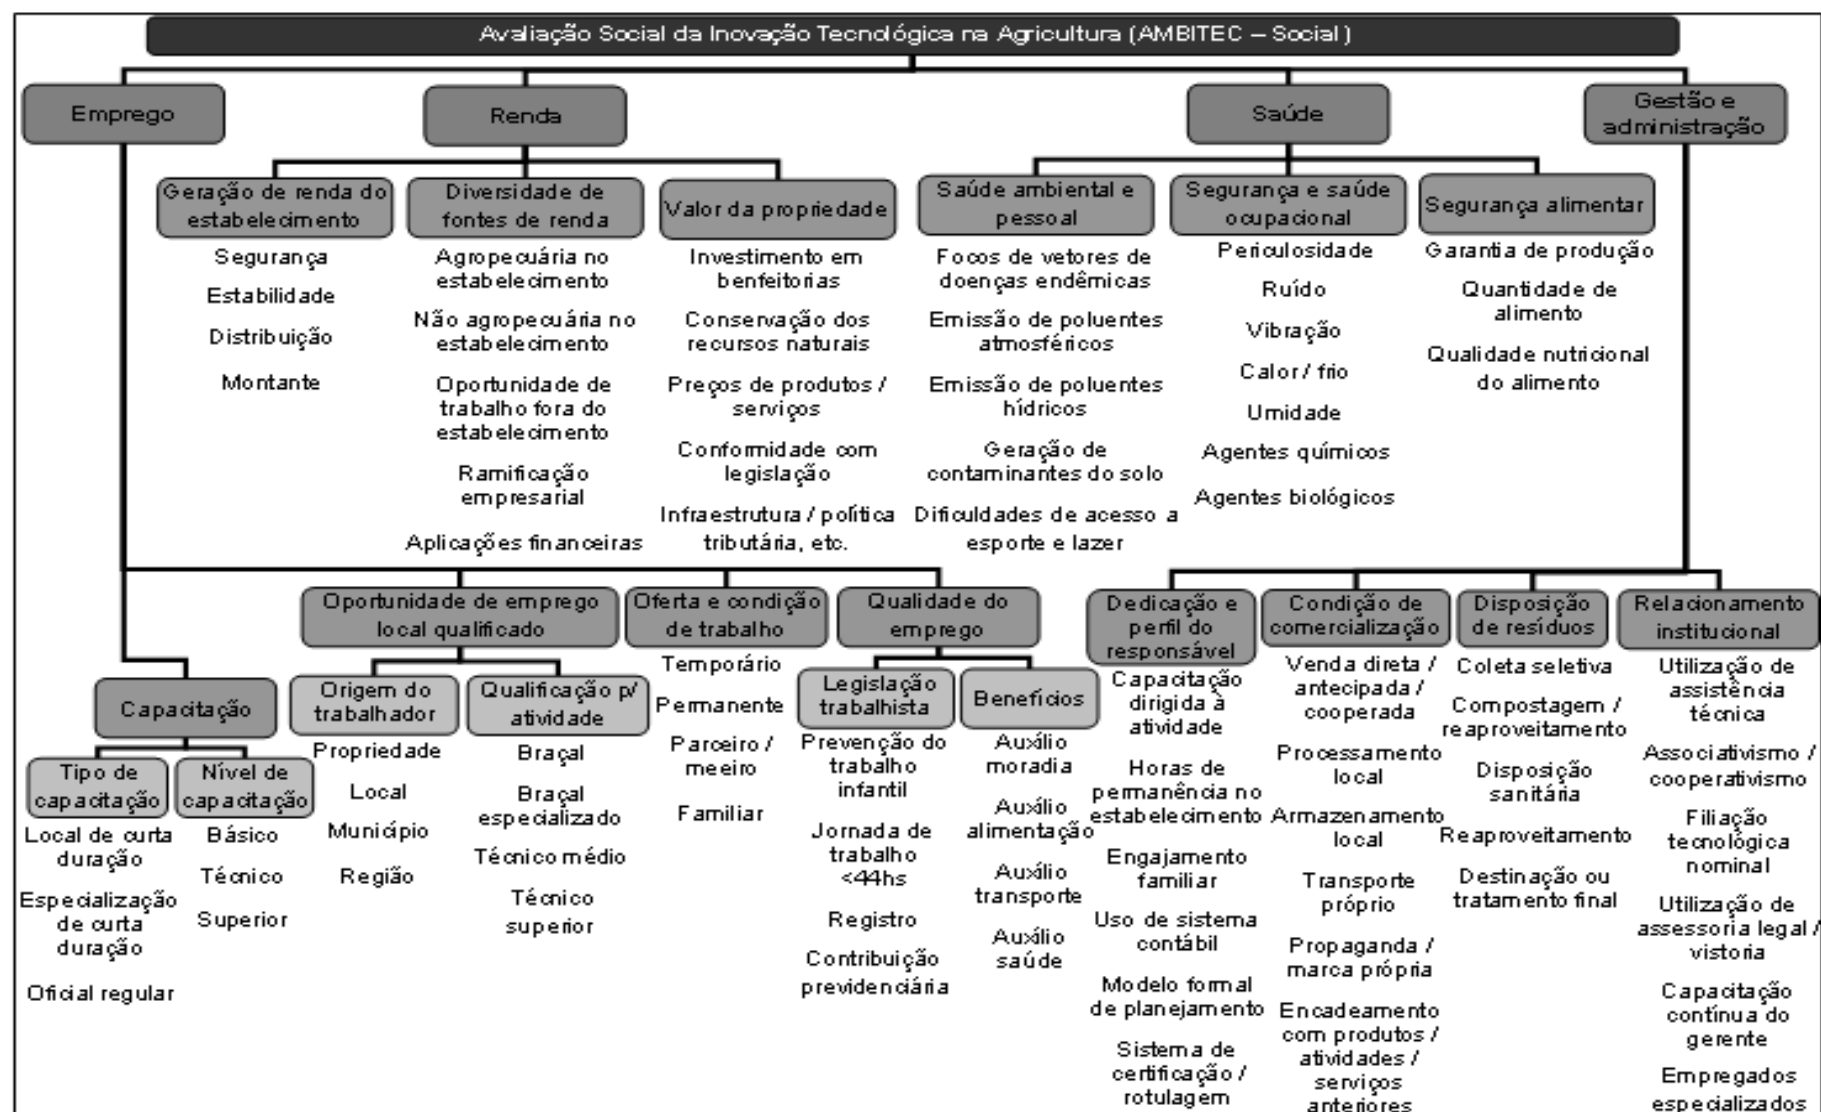 Avaliação Social da Inovação Tecnológica na Agricultura (AMBITEC – Social)
Emprego
Renda
Saúde
Gestão e
administração
Geração de renda do
estabelecimento
Segurança
Estabilidade
Distribuição
Montante
Diversidade de
fontes de renda
Agropecuária no
estabelecimento
Não agropecuária no
estabelecimento
Oportunidade de
trabalho fora do
estabelecimento
Ramificação
empresarial
Aplicações financeiras
Valor da propriedade
Investimento em
benfeitorias
Conservação dos
recursos naturais
Preços de produtos /
serviços
Conformidade com
legislação
Infraestrutura / política
tributária, etc.
Saúde ambiental e
pessoal
Focos de vetores de
doenças endêmicas
Emissão de poluentes
atmosféricos
Emissão de poluentes
hídricos
Geração de
contaminantes do solo
Dificuldades de acesso a
esporte e lazer
Segurança e saúde
ocupacional
Periculosidade
Ruído
Vibração
Calor / frio
Umidade
Agentes químicos
Agentes biológicos
Segurança alimentar
Garantia de produção
Quantidade de
alimento
Qualidade nutricional
do alimento
Capacitação
Tipo de
capacitação
Local de curta
duração
Especialização
de curta
duração
Oficial regular
Nível de
capacitação
Básico
Técnico
Superior
Oportunidade de emprego
local qualificado
Origem do
trabalhador
Propriedade
Local
Município
Região
Qualificação p/
atividade
Braçal
Braçal
especializado
Técnico médio
Técnico
superior
Oferta e condição
de trabalho
Temporário
Permanente
Parceiro /
meeiro
Familiar
Qualidade do
emprego
Legislação
trabalhista
Prevenção do
trabalho
infantil
Jornada de
trabalho
<44hs
Registro
Contribuição
previdenciária
Benefícios
Auxílio
moradia
Auxílio
alimentação
Auxílio
transporte
Auxílio
saúde
Dedicação e
perfil do
responsável
Capacitação
dirigida à
atividade
Horas de
permanência no
estabelecimento
Engajamento
familiar
Uso de sistema
contábil
Modelo formal
de planejamento
Sistema de
certificação /
rotulagem
Condição de
comercialização
Venda direta /
antecipada /
cooperada
Processamento
local
Armazenamento
local
Transporte
próprio
Propaganda /
marca própria
Encadeamento
com produtos /
atividades /
serviços
anteriores
Disposição
de resíduos
Coleta seletiva
Compostagem /
reaproveitamento
Disposição
sanitária
Reaproveitamento
Destinação ou
tratamento final
Relacionamento
institucional
Utilização de
assistência
técnica
Associativismo /
cooperativismo
Filiação
tecnológica
nominal
Utilização de
assessoria legal /
vistoria
Capacitação
contínua do
gerente
Empregados
especializados